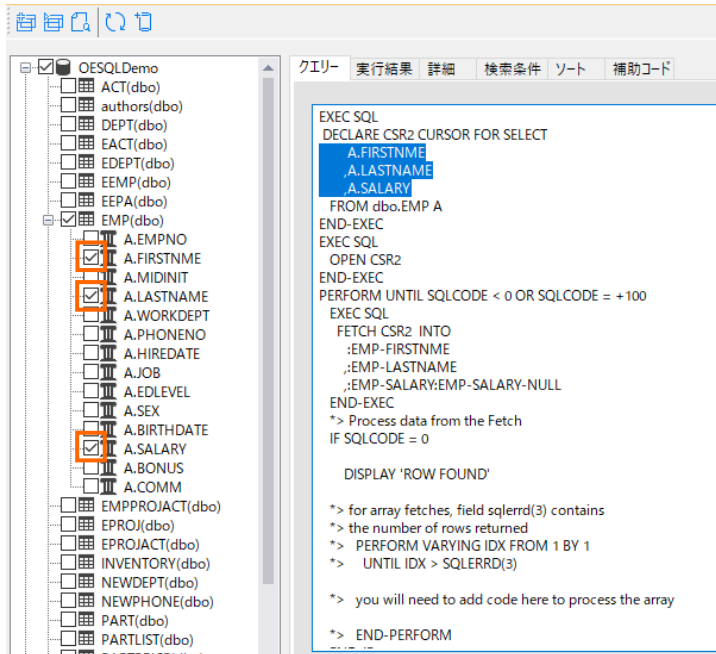 OESQLDemo
ACT(dbo)
authors(dbo)
DEPT(dbo)
EACT(dbo)
EDEPT(dbo)
EEMP(dbo)
EEPA(dbo)
EMP(dbo)
A.EMPNO
A.FIRSTNME
A.MIDINIT
A.LASTNAME
A.WORKDEPT
A.PHONENO
A.HIREDATE
A.JOB
A.EDLEVEL
A.SEX
A.BIRTHDATE
A.SALARY
A.BONUS
A.COMM
EMPPROJACT(dbo)
EPROJ(dbo)
EPROJACT(dbo)
INVENTORY(dbo)
NEWDEPT(dbo)
NEWPHONE(dbo)
PART(dbo)
PARTLIST(dbo)
クエリー 実行結果 詳細 検索条件 ソート 補助コード
EXEC SQL
DECLARE CSR2 CURSOR FOR SELECT
A.FIRSTNME
,A.LASTNAME
,A.SALARY
FROM dbo.EMP A
END-EXEC
EXEC SQL
OPEN CSR2
END-EXEC
PERFORM UNTIL SQLCODE < 0 OR SQLCODE = +100
EXEC SQL
FETCH CSR2 INTO
:EMP-FIRSTNME
,:EMP-LASTNAME
,:EMP-SALARY:EMP-SALARY-NULL
END-EXEC
*> Process data from the Fetch
IF SQLCODE = 0
DISPLAY 'ROW FOUND'
*> for array fetches, field sqlerrd(3) contains
*> the number of rows returned
*> PERFORM VARYING IDX FROM 1 BY 1
*> UNTIL IDX > SQLERRD(3)
*> you will need to add code here to process the array
*> END-PERFORM